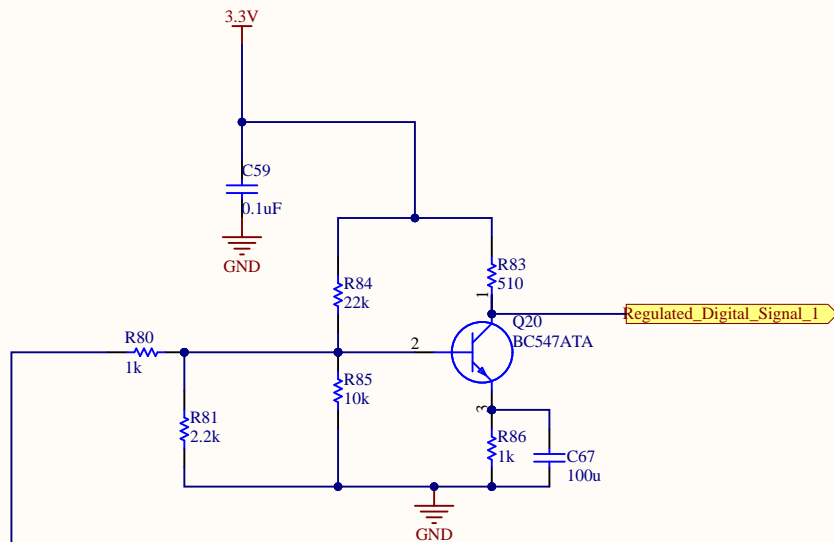 3.3V
C59
0.1uF
GND
R84
22k
R83
510
1
Regulated_Digital_Signal_1
Q20
BC547ATA
2
R80
1k
R85
10k
R81
2.2k
3
R86
1k
C67
100u
GND